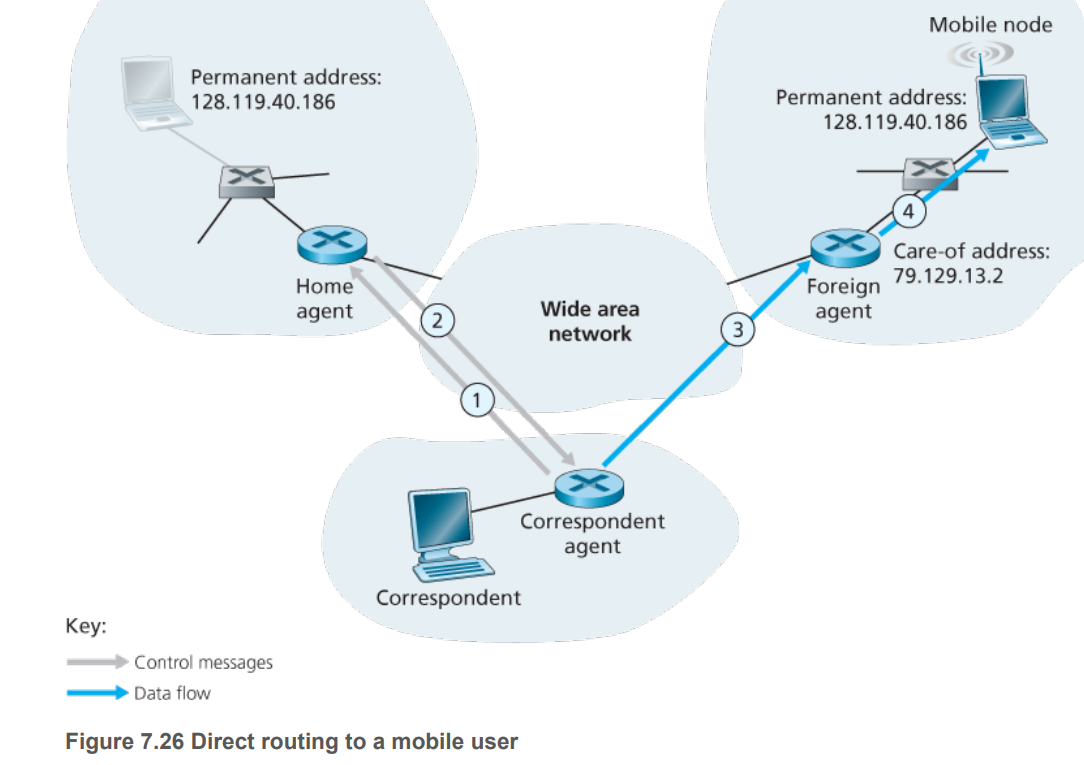 Mobile node
Permanent address:
128.119.40.186
Permanent address:
128.119.40.186
4
Home
agent
Wide area
network
Foreign
agent
Care-of address:
79.129.13.2
2
3
1
Correspondent
agent
Correspondent
Key:
Control messages
Data flow
Figure 7.26 Direct routing to a mobile user